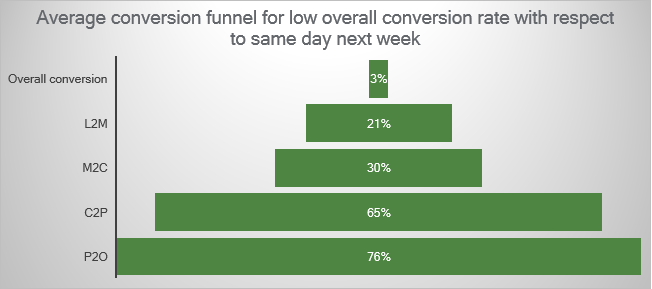 Average conversion funnel for low overall conversion rate with respect
to same day next week
Overall conversion 3%
L2M 21%
M2C 30%
C2P 65%
P2O 76%